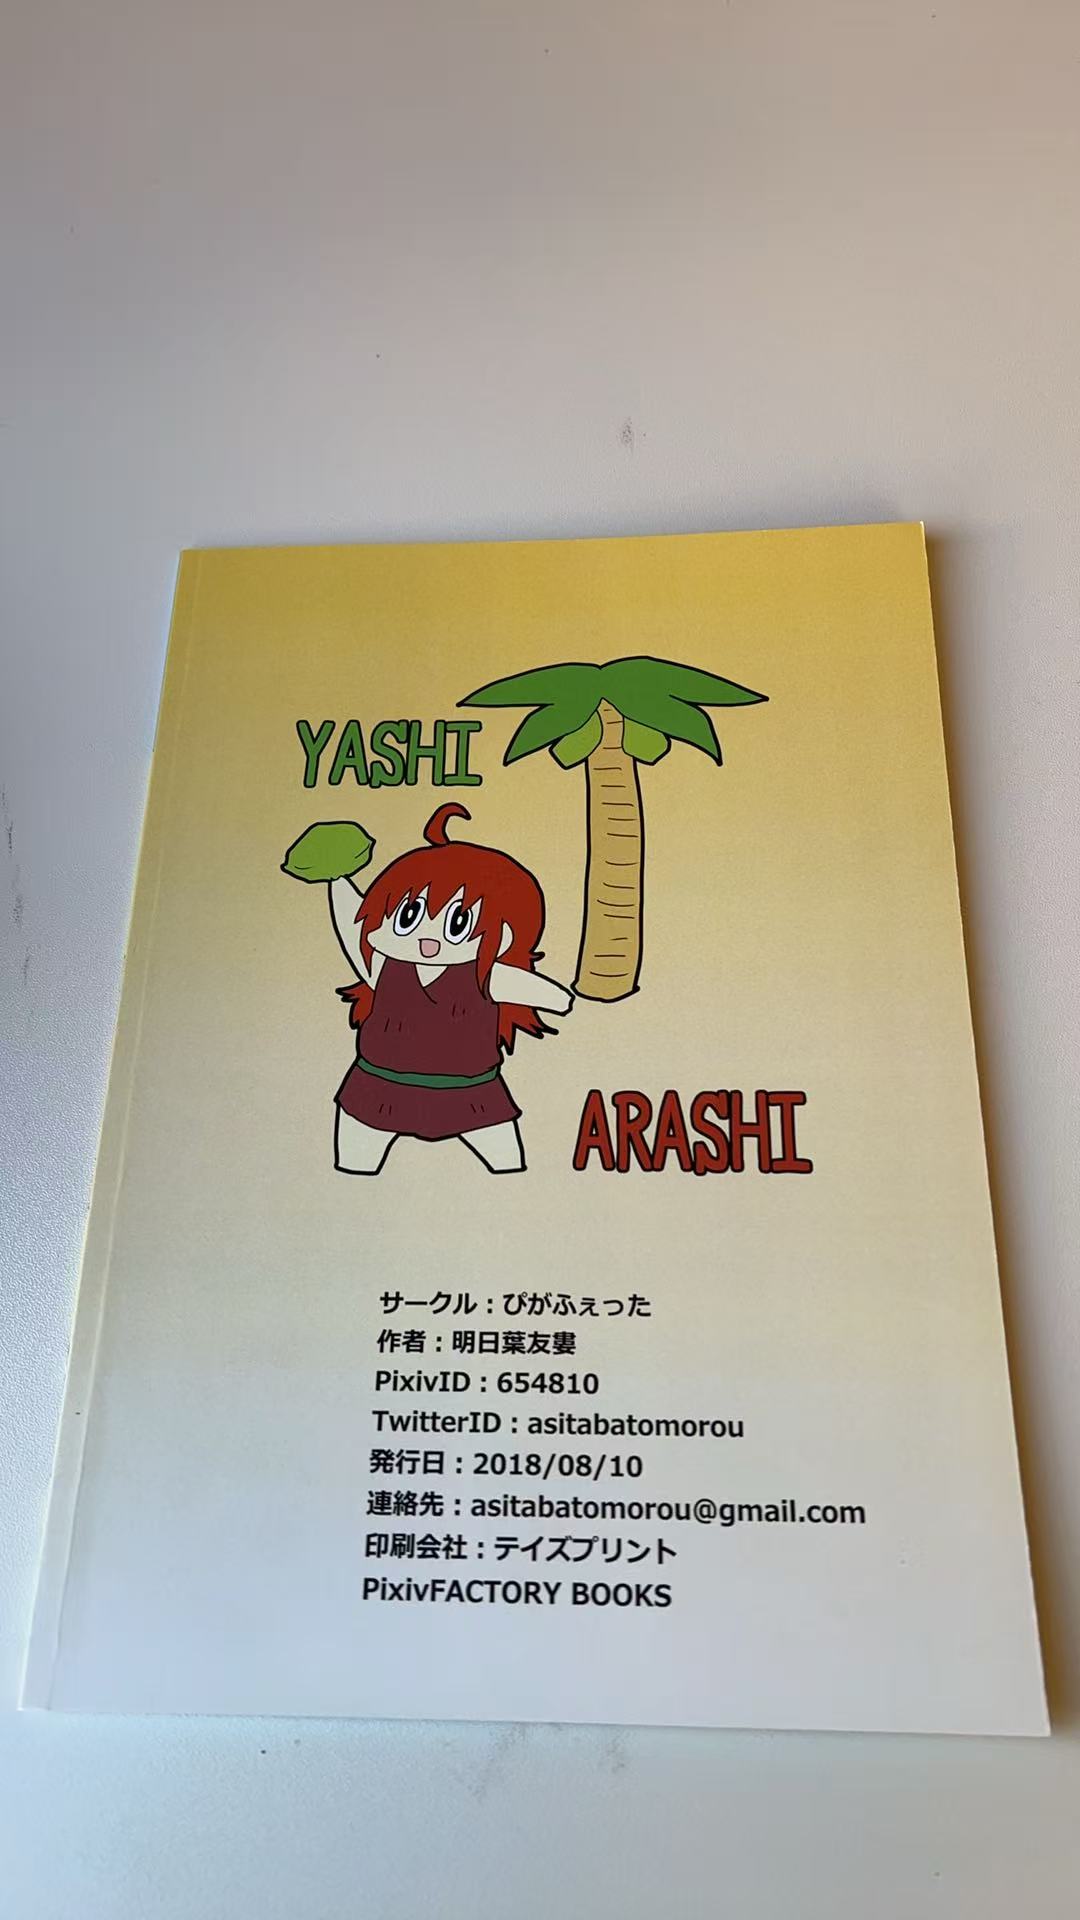 YASHI
ARASHI
サークル：ぴがふぇった
作者：明日葉友婁
PixivID：654810
TwitterID：asitabatomorou
発行日：2018/08/10
連絡先：asitabatomorou@gmail.com
印刷会社：テイズプリント
PixivFACTORY BOOKS